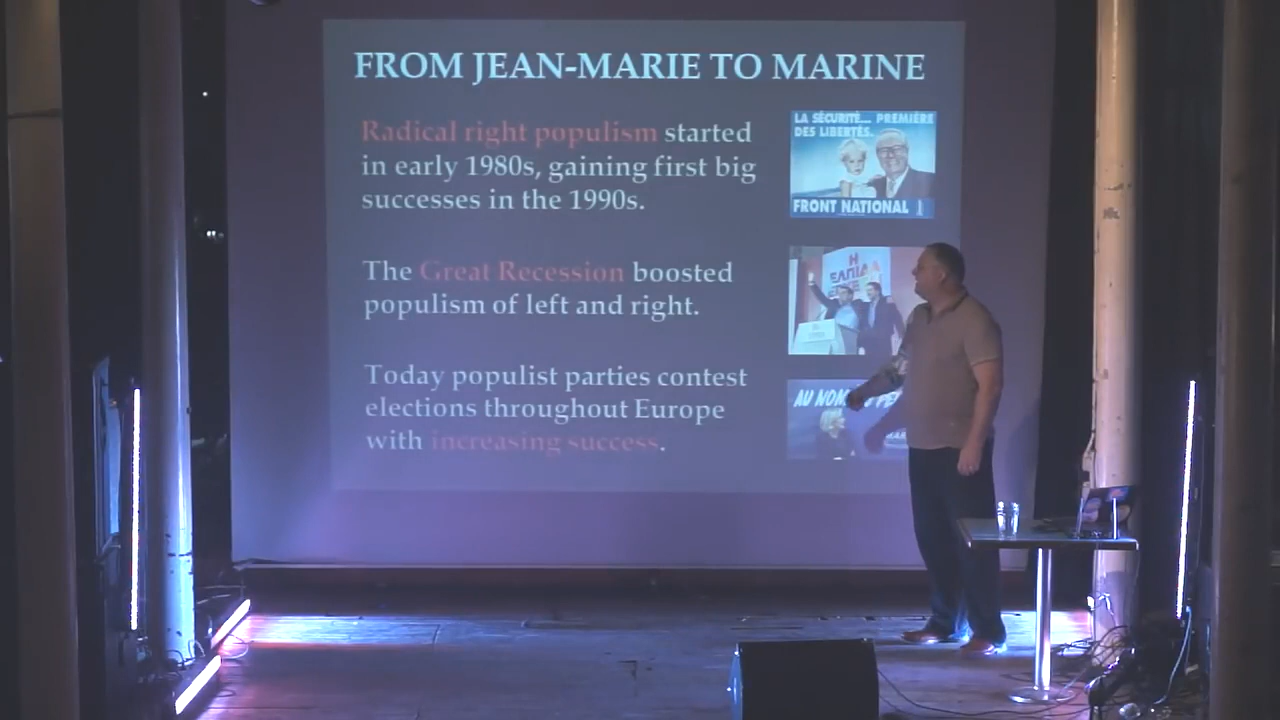 FROM JEAN-MARIE TO MARINE
Radical right populism started
in early 1980s, gaining first big
successes in the 1990s.
LA SÉCURITÉ... PREMIÈRE
DES LIBERTÉS.
FRONT NATIONAL
The Great Recession boosted
populism of left and right.
Η
ΕΛΠΙΔΑ
Today populist parties contest
elections throughout Europe
with increasing success.
AU NOM